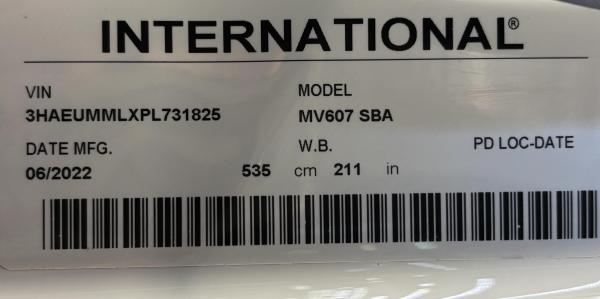 INTERNATIONAL®
VIN MODEL
3HAEUMMLXPL731825 MV607 SBA
DATE MFG. W.B. PD LOC-DATE
06/2022 535 cm 211 in